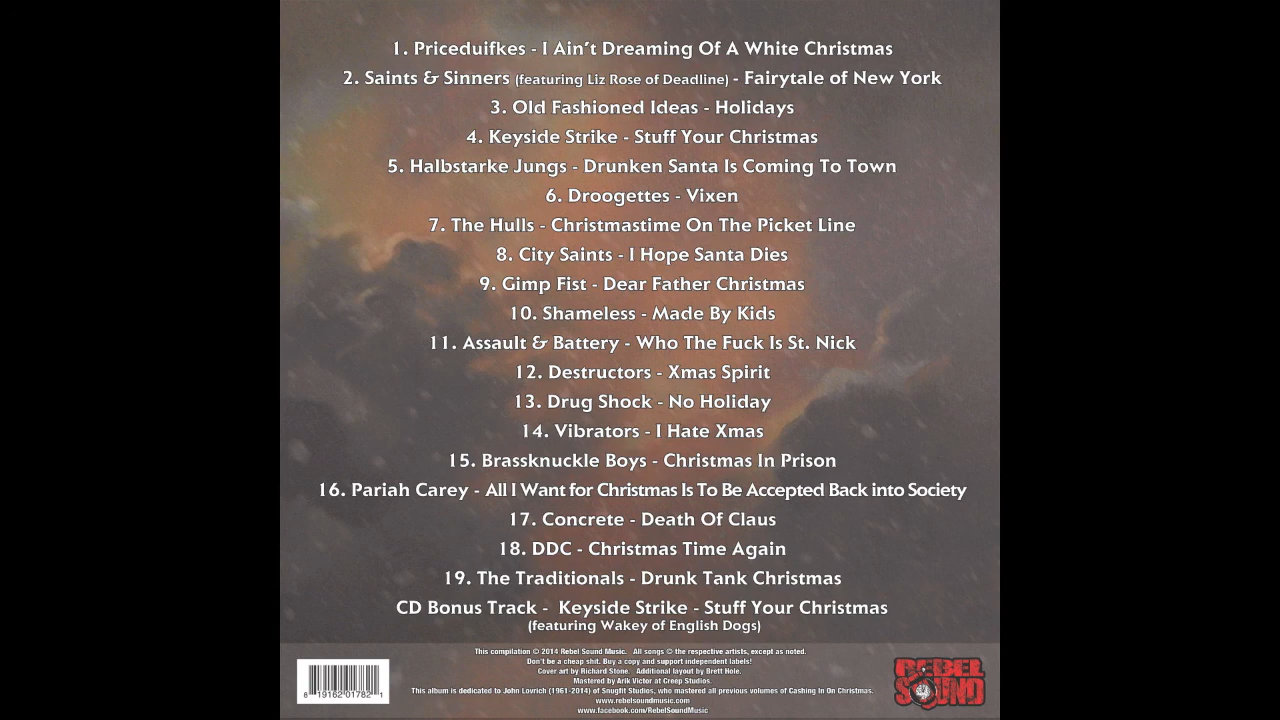 1. Priceduifkes - I Ain't Dreaming Of A White Christmas
2. Saints & Sinners (featuring Liz Rose of Deadline) - Fairytale of New York
3. Old Fashioned Ideas - Holidays
4. Keyside Strike - Stuff Your Christmas
5. Halbstarke Jungs - Drunken Santa Is Coming To Town
6. Droogettes - Vixen
7. The Hulls - Christmastime On The Picket Line
8. City Saints - I Hope Santa Dies
9. Gimp Fist - Dear Father Christmas
10. Shameless - Made By Kids
11. Assault & Battery - Who The Fuck Is St. Nick
12. Destructors - Xmas Spirit
13. Drug Shock - No Holiday
14. Vibrators - I Hate Xmas
15. Brassknuckle Boys - Christmas In Prison
16. Pariah Carey - All I Want for Christmas Is To Be Accepted Back into Society
17. Concrete - Death Of Claus
18. DDC - Christmas Time Again
19. The Traditionals - Drunk Tank Christmas
CD Bonus Track - Keyside Strike - Stuff Your Christmas
(featuring Wakey of English Dogs)
This compilation © 2014 Rebel Sound Music. All songs © the respective artists, except as noted.
Don't be a cheap shit. Buy a copy and support independent labels!
Cover art by Richard Stone. Additional layout by Brett Hole.
Mastered by Arik Victor at Creep Studios.
This album is dedicated to John Lovrich (1961-2014) of Snugfit Studios, who mastered all previous volumes of Cashing In On Christmas.
www.rebelsoundmusic.com
www.facebook.com/RebelSoundMusic
8 19162 01782 1
REBEL
SOUND